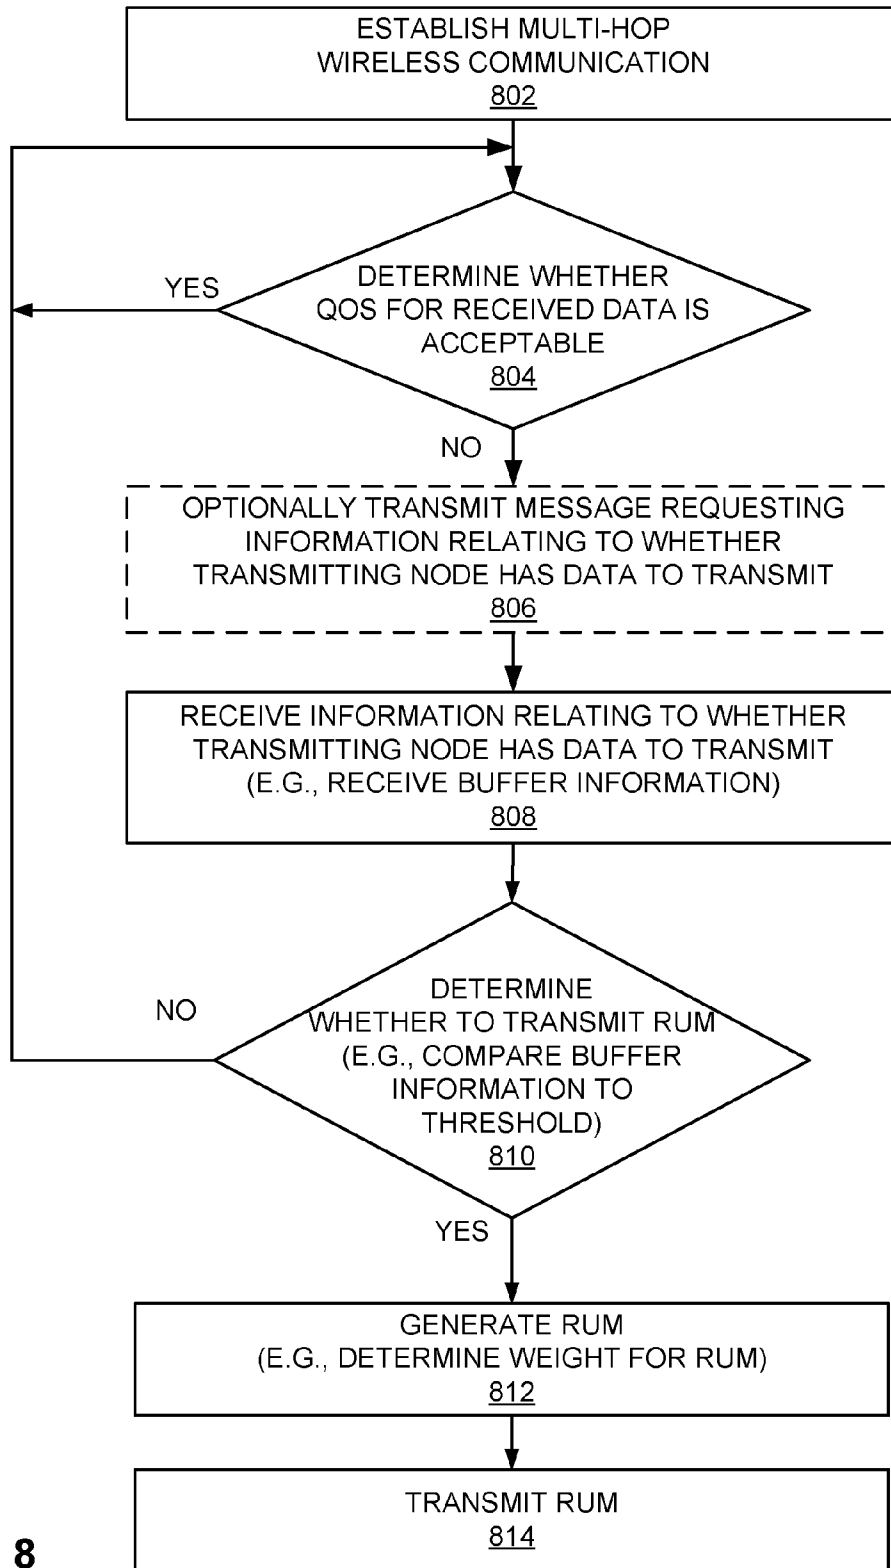 ESTABLISH MULTI-HOP
WIRELESS COMMUNICATION
802
YES
DETERMINE WHETHER
QOS FOR RECEIVED DATA IS
ACCEPTABLE
804
NO
OPTIONALLY TRANSMIT MESSAGE REQUESTING
INFORMATION RELATING TO WHETHER
TRANSMITTING NODE HAS DATA TO TRANSMIT
806
RECEIVE INFORMATION RELATING TO WHETHER
TRANSMITTING NODE HAS DATA TO TRANSMIT
(E.G., RECEIVE BUFFER INFORMATION)
808
NO
DETERMINE
WHETHER TO TRANSMIT RUM
(E.G., COMPARE BUFFER
INFORMATION TO
THRESHOLD)
810
YES
GENERATE RUM
(E.G., DETERMINE WEIGHT FOR RUM)
812
TRANSMIT RUM
814
8